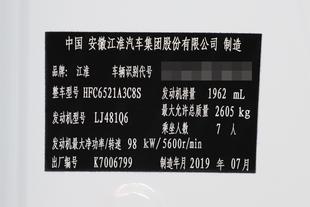 中国 安徽江淮汽车集团股份有限公司 制造
品牌: 江淮 车辆识别代号
整车型号 HFC6521A3C8S 发动机排量 1962 mL
最大允许总质量 2605 kg
发动机型号 LJ481Q6 乘坐人数 7 人
发动机最大净功率/转速 98 kW/5600r/min
出厂编号 K7006799 制造年月 2019 年 07月